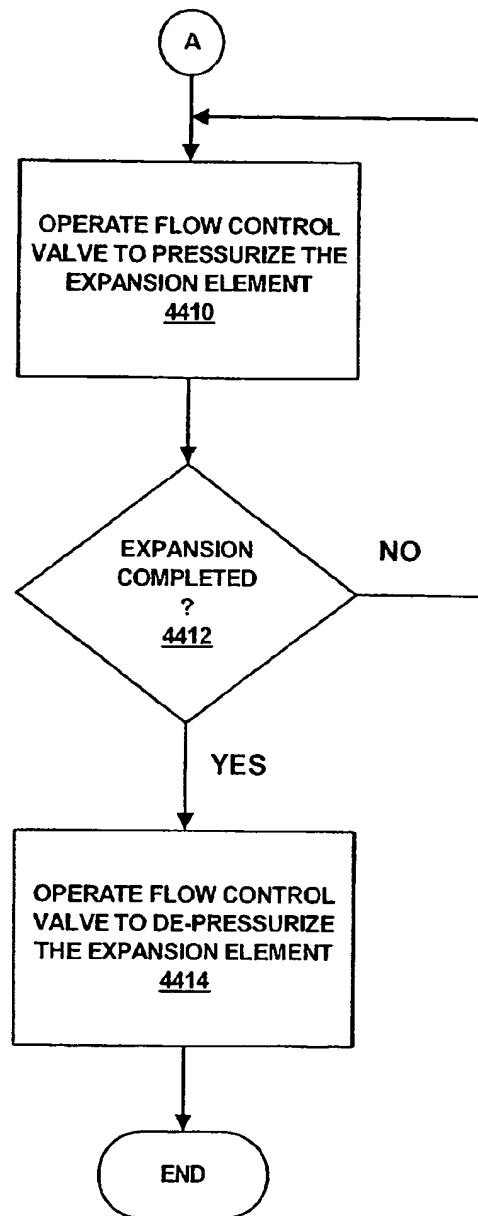 A
OPERATE FLOW CONTROL
VALVE TO PRESSURIZE THE
EXPANSION ELEMENT
4410
EXPANSION
COMPLETED
?
4412
NO
YES
OPERATE FLOW CONTROL
VALVE TO DE-PRESSURIZE
THE EXPANSION ELEMENT
4414
END